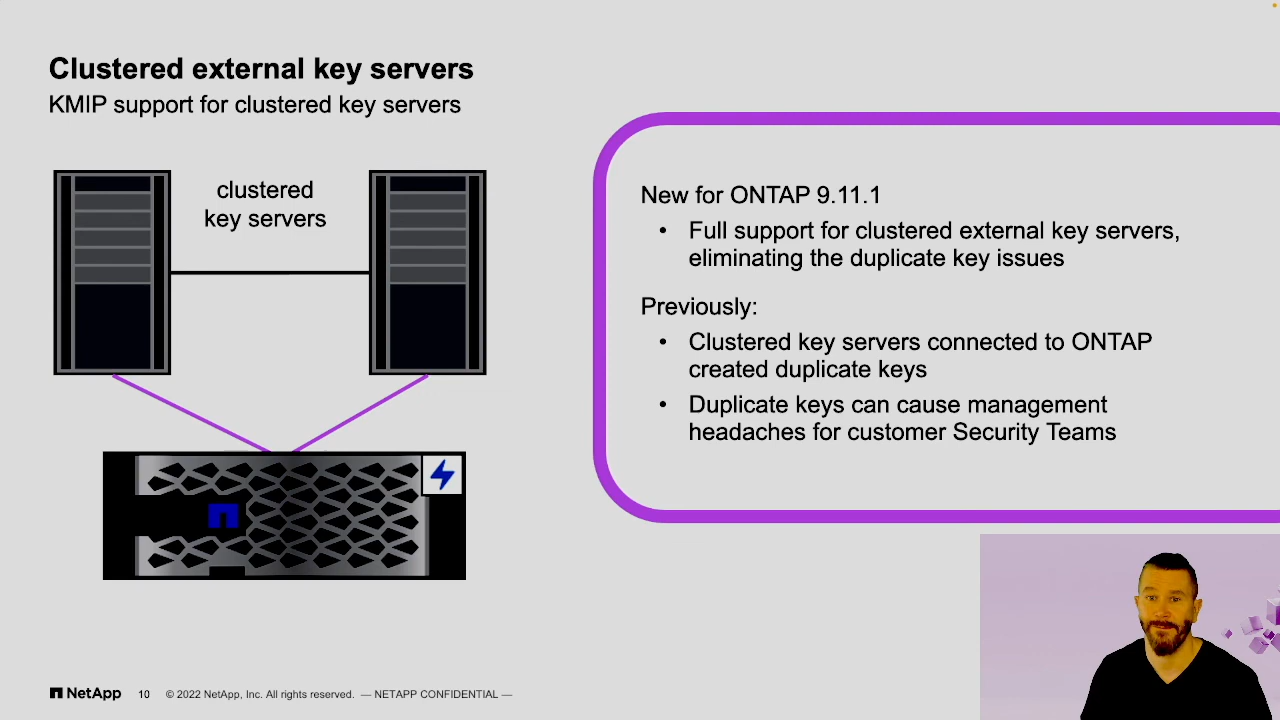 Clustered external key servers
KMIP support for clustered key servers
clustered
key servers
New for ONTAP 9.11.1
• Full support for clustered external key servers,
eliminating the duplicate key issues
Previously:
• Clustered key servers connected to ONTAP
created duplicate keys
• Duplicate keys can cause management
headaches for customer Security Teams
NetApp 10 © 2022 NetApp, Inc. All rights reserved. — NETAPP CONFIDENTIAL —